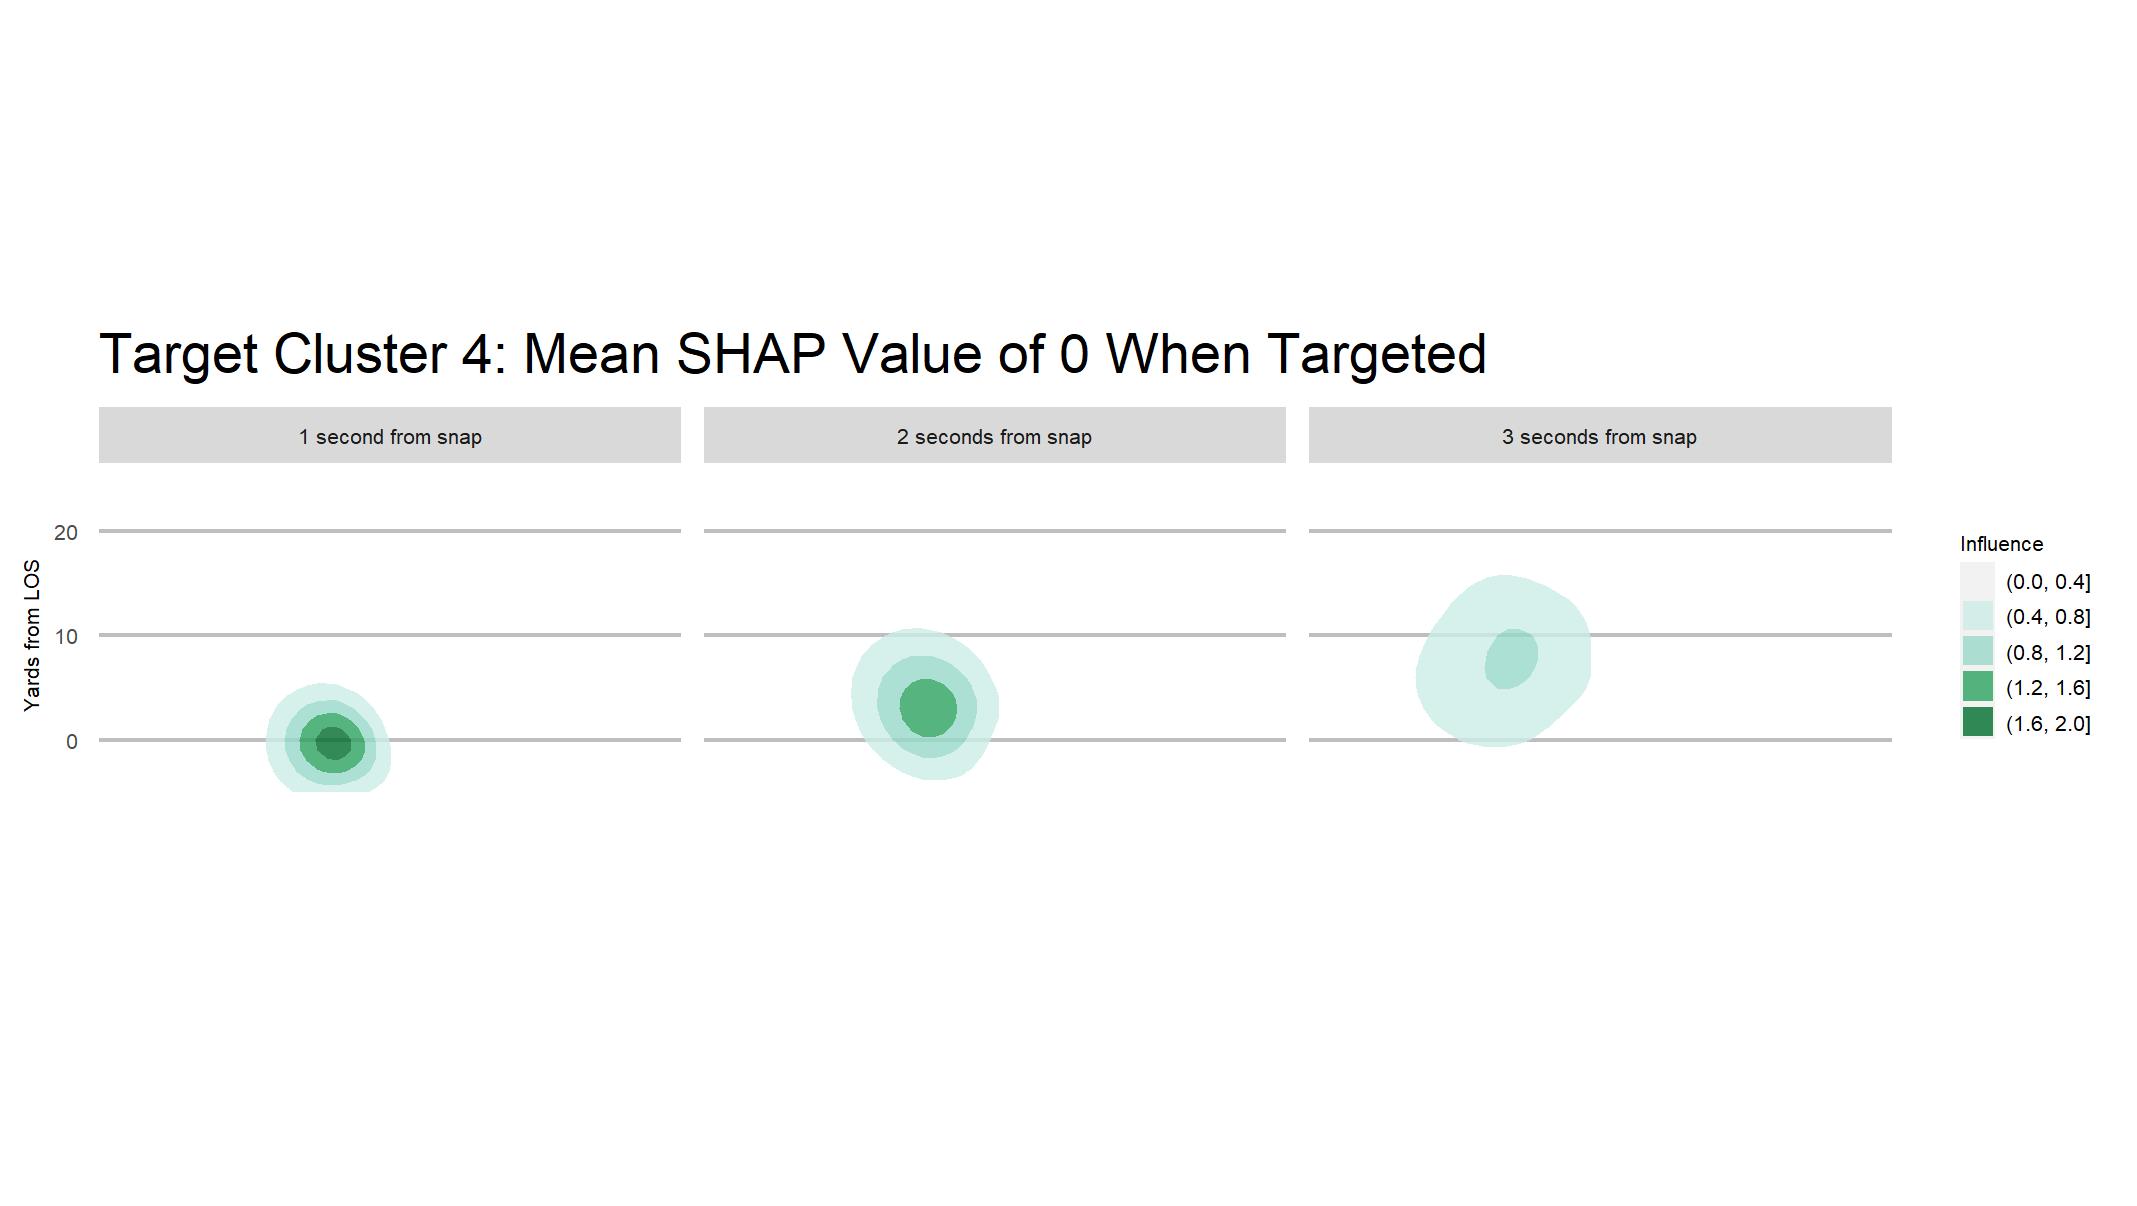 Target Cluster 4: Mean SHAP Value of 0 When Targeted
1 second from snap
2 seconds from snap
3 seconds from snap
20
10
0
Yards from LOS
Influence
(0.0, 0.4]
(0.4, 0.8]
(0.8, 1.2]
(1.2, 1.6]
(1.6, 2.0]